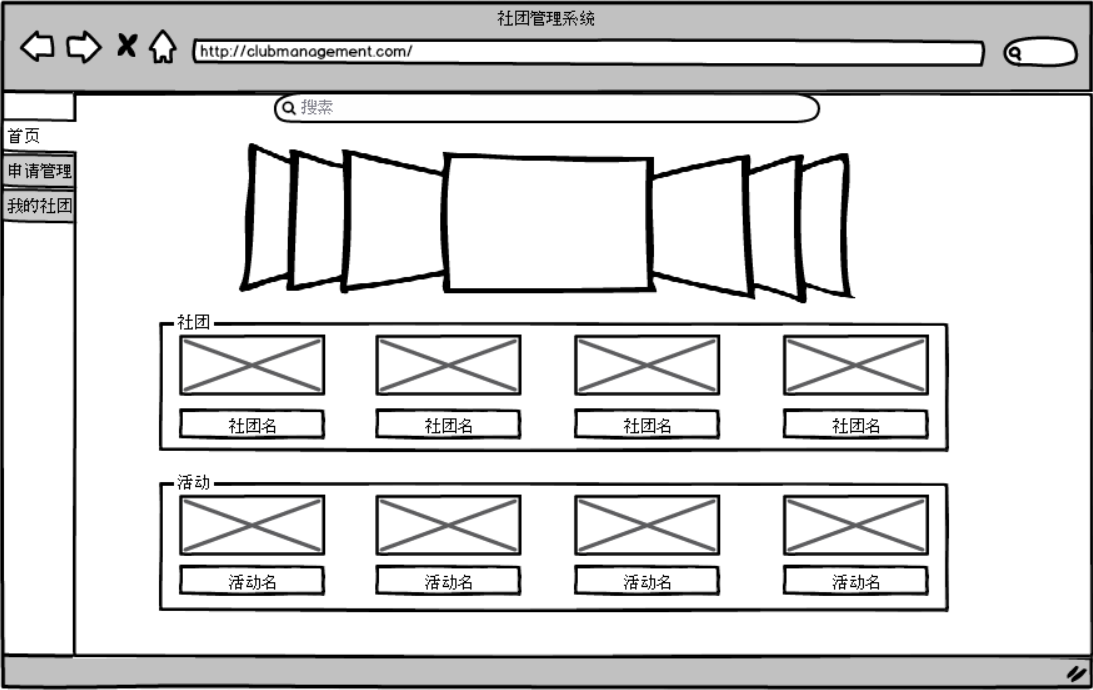 社团管理系统
http://clubmanagement.com/
搜索
首页
申请管理
我的社团
社团
社团名
社团名
社团名
社团名
活动
活动名
活动名
活动名
活动名